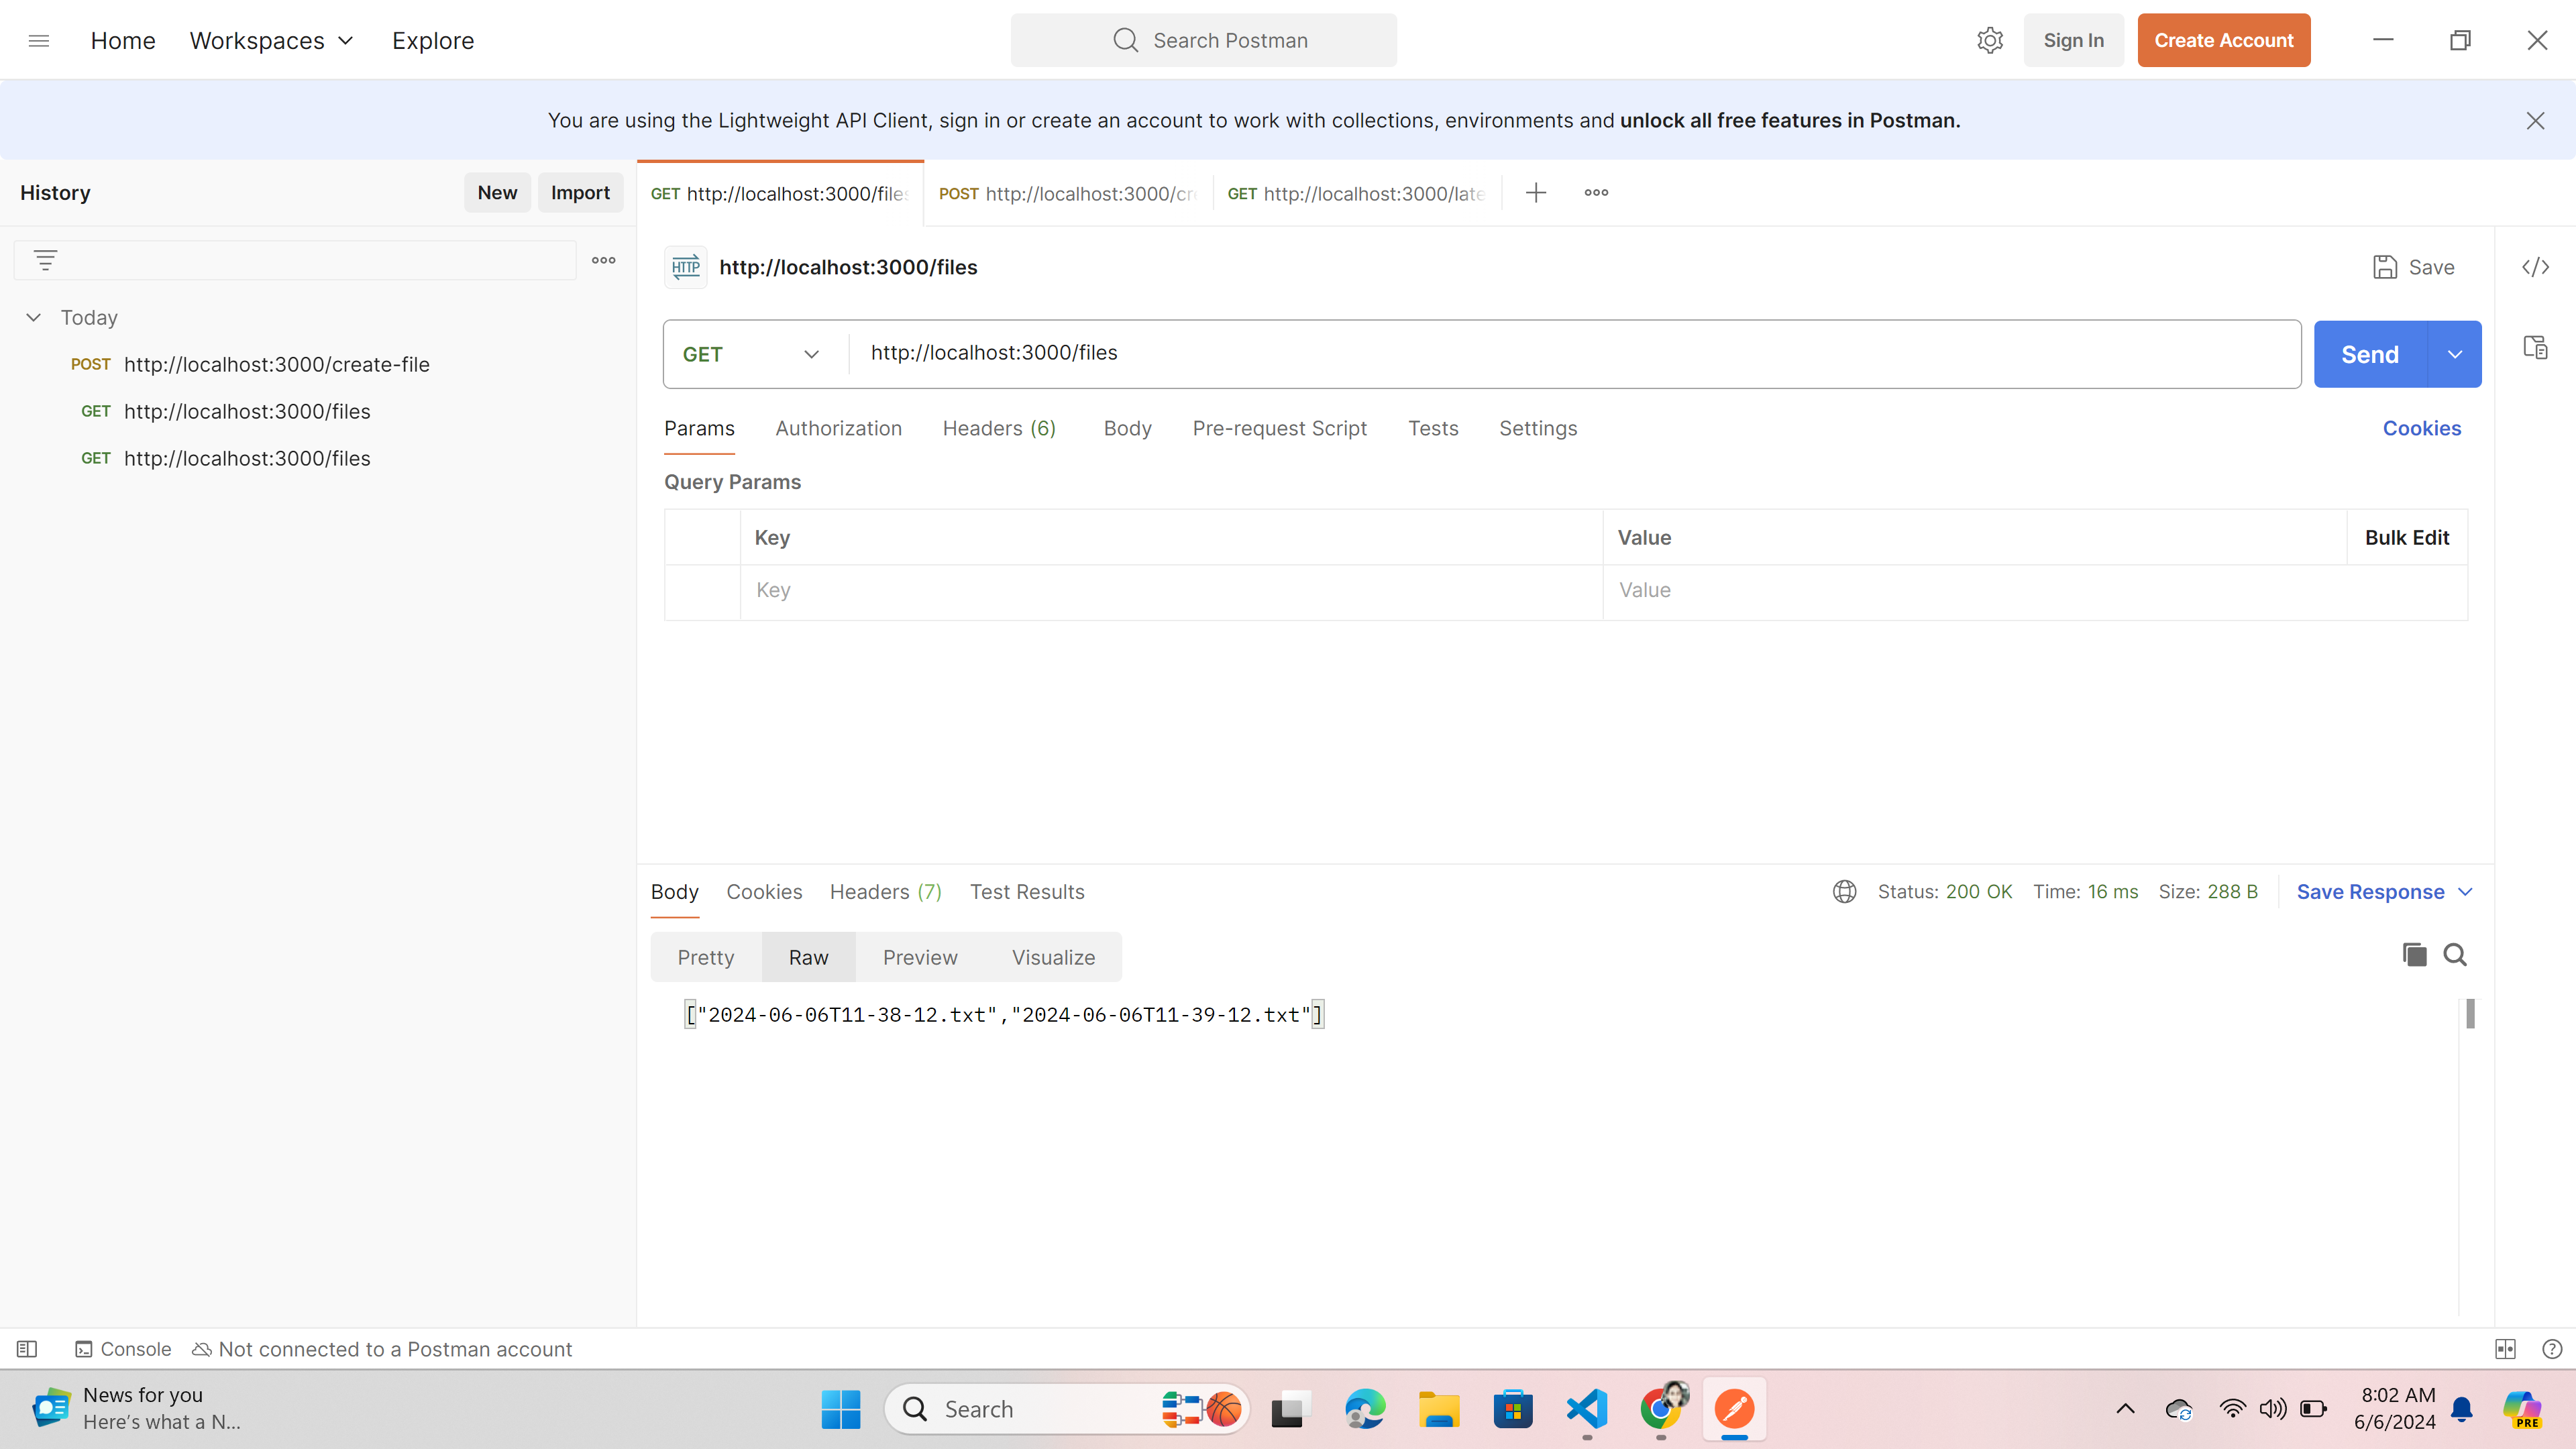 Home Workspaces Explore Search Postman Sign In Create Account
You are using the Lightweight API Client, sign in or create an account to work with collections, environments and unlock all free features in Postman.
History New Import GET http://localhost:3000/files POST http://localhost:3000/cr GET http://localhost:3000/late
HTTP http://localhost:3000/files Save
Today
POST http://localhost:3000/create-file
GET http://localhost:3000/files
GET http://localhost:3000/files
GET http://localhost:3000/files Send
Params Authorization Headers (6) Body Pre-request Script Tests Settings Cookies
Query Params
Key Value Bulk Edit
Key Value
Body Cookies Headers (7) Test Results Status: 200 OK Time: 16 ms Size: 288 B Save Response
Pretty Raw Preview Visualize
["2024-06-06T11-38-12.txt","2024-06-06T11-39-12.txt"]
Console Not connected to a Postman account
News for you
Here's what a N...
Search
8:02 AM
6/6/2024
PRE